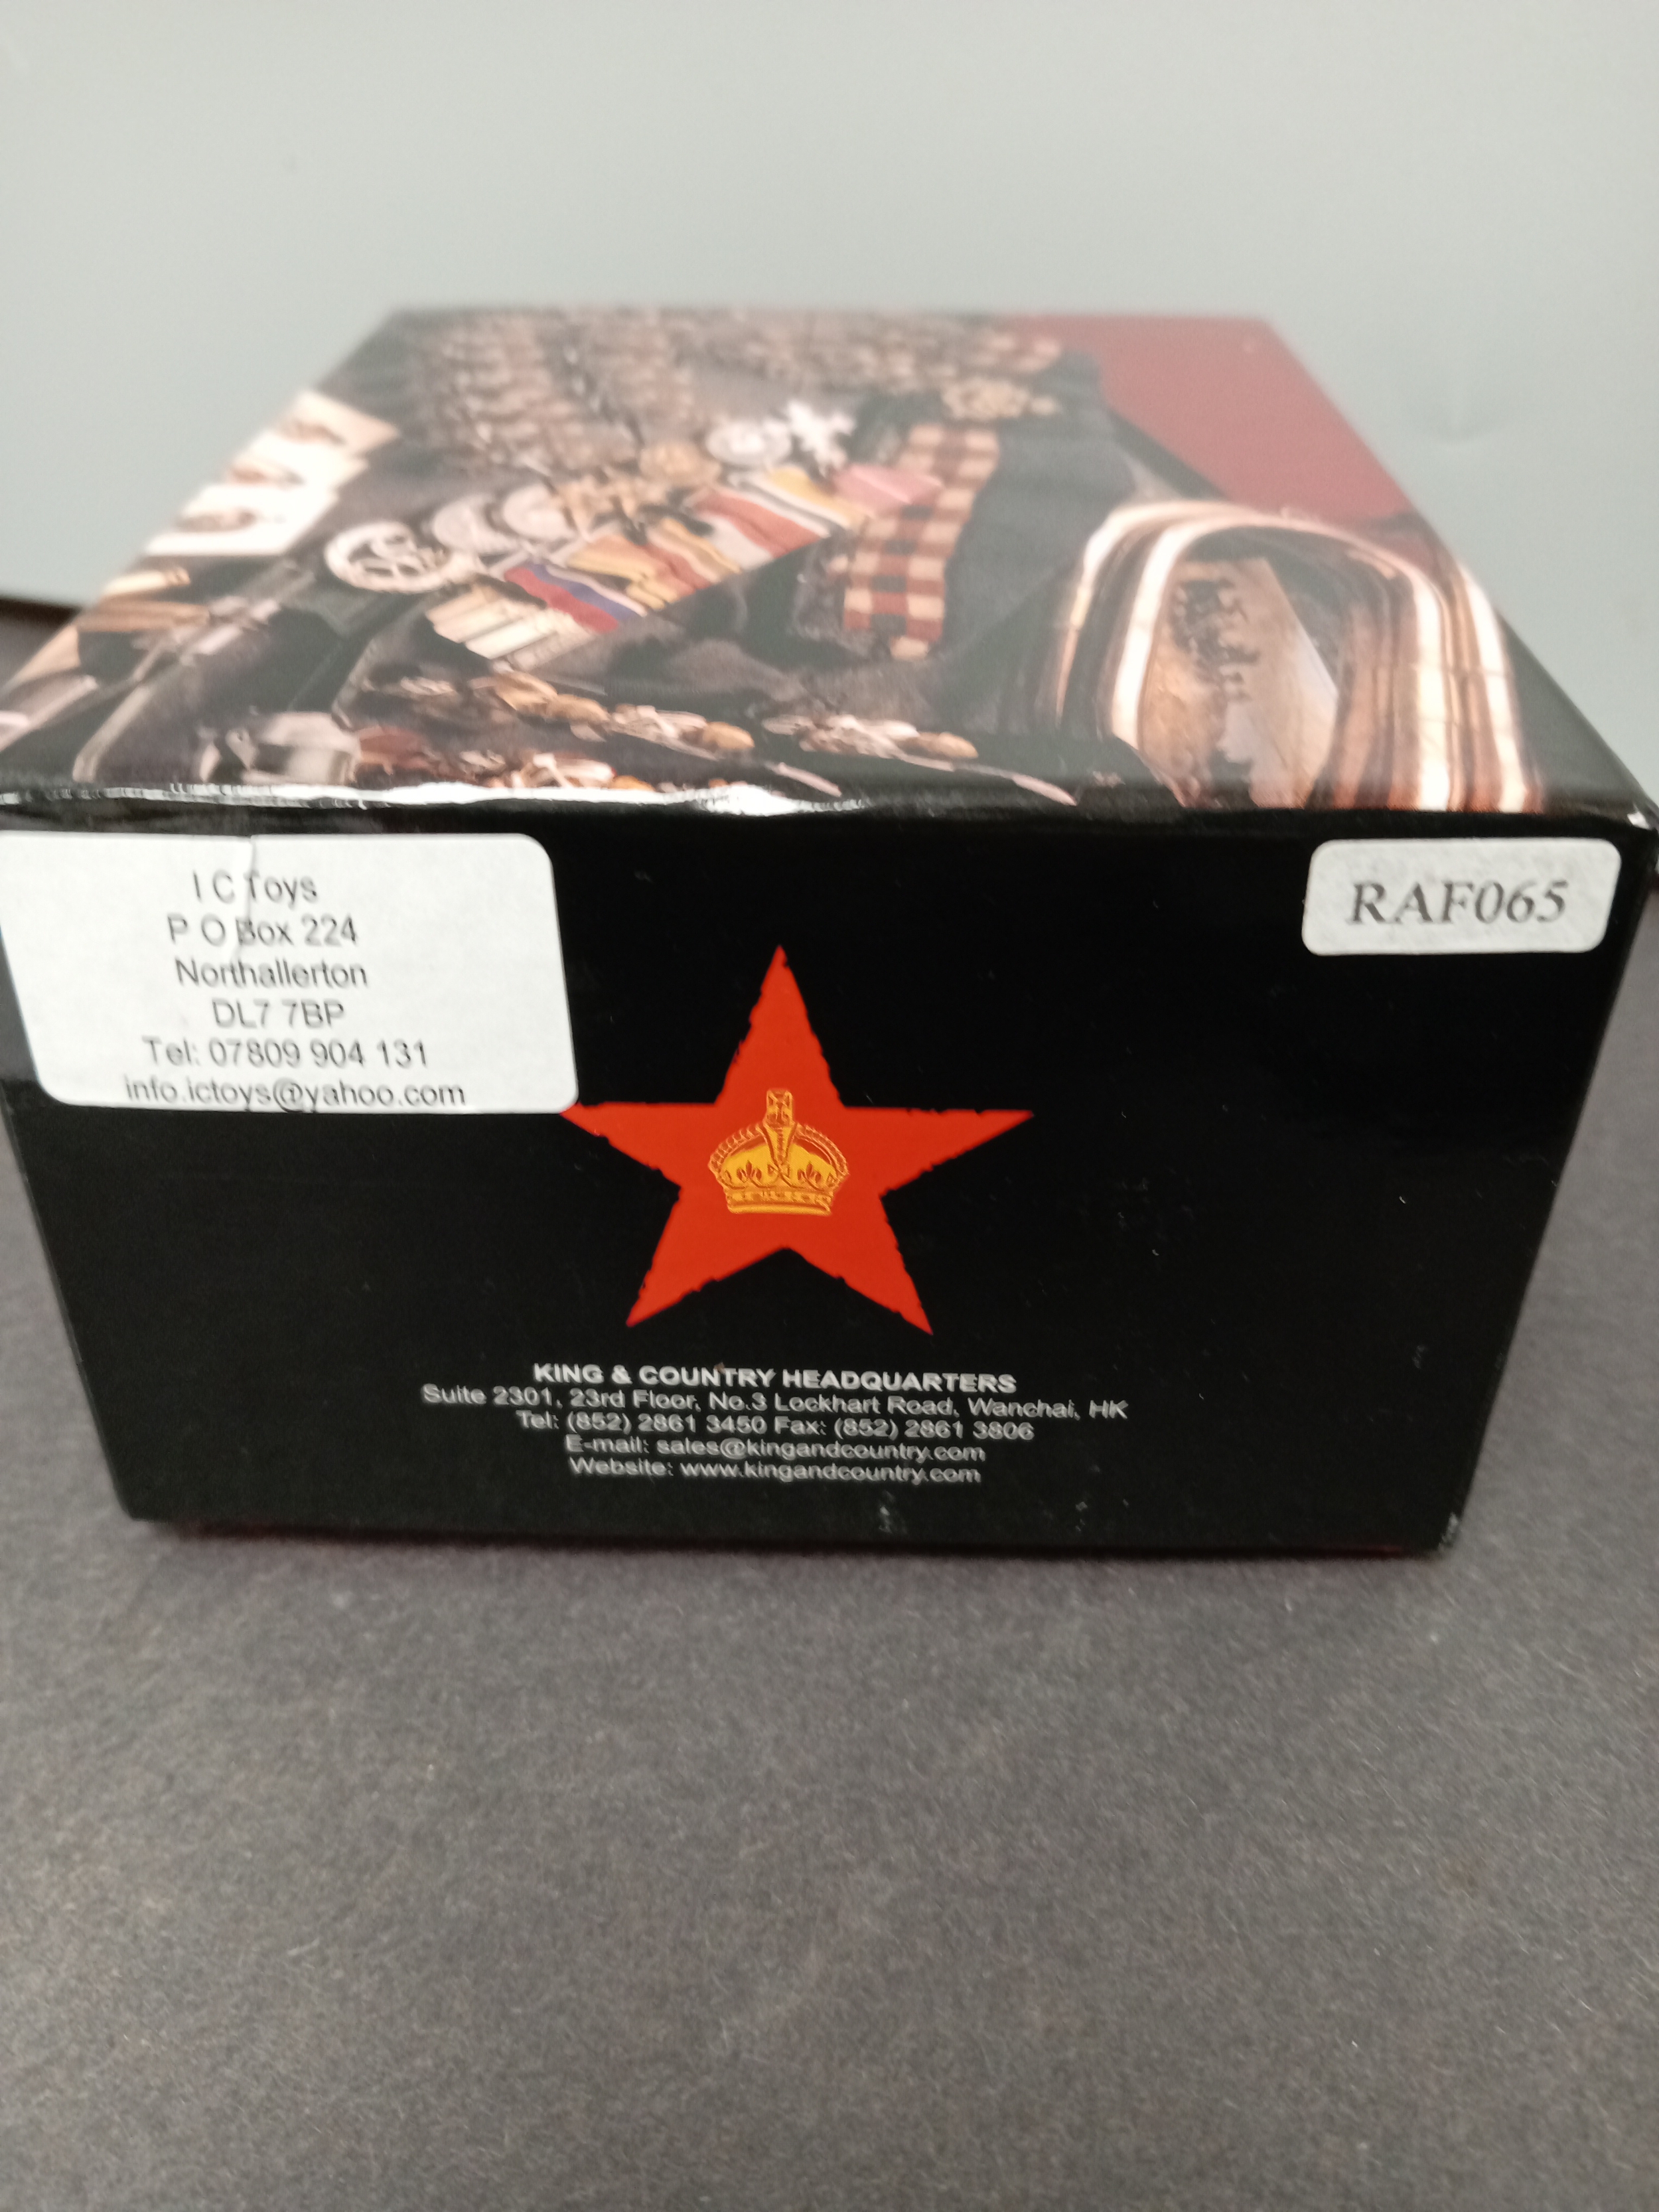 I C Toys
P O Box 224
Northallerton
DL7 7BP
Tel: 07809 904 131
info.ictoys@yahoo.com
RAF065
KING & COUNTRY HEADQUARTERS
Suite 2301, 23rd Floor, No.3 Lockhart Road, Wanchai, HK
Tel: (852) 2861 3450 Fax: (852) 2861 3806
E-mail: sales@kingandcountry.com
Website: www.kingandcountry.com